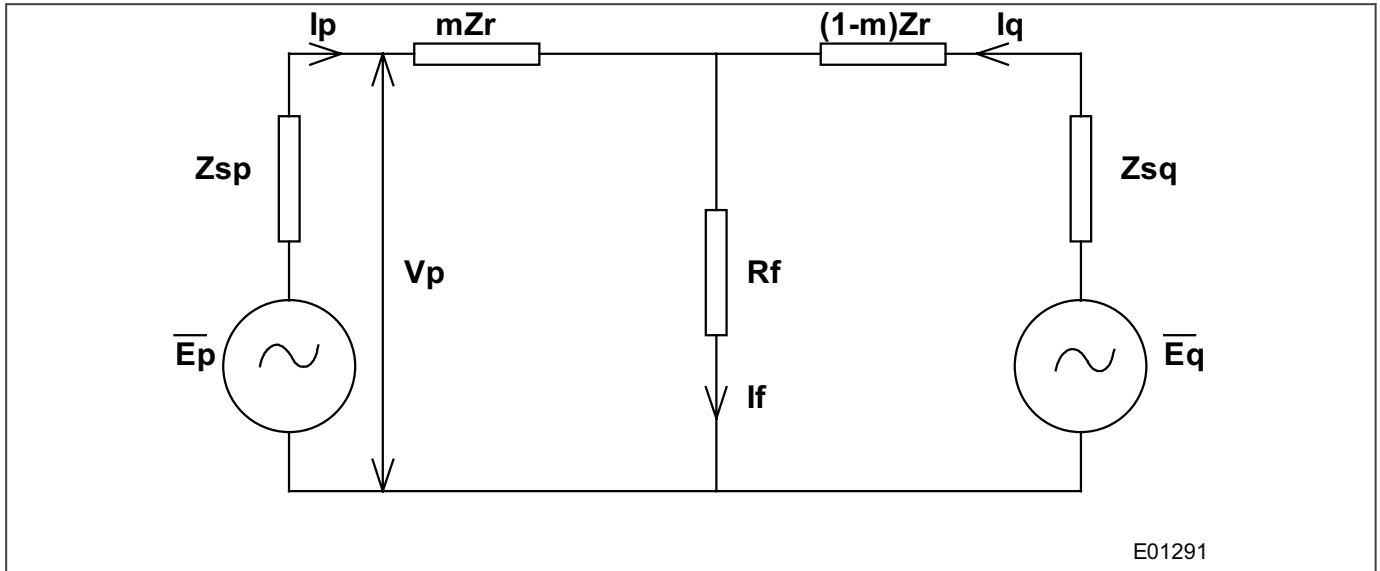 Ip
mZr
(1-m)Zr
Iq
Zsp
Zsq
Vp
Rf
Ep
Eq
If
E01291